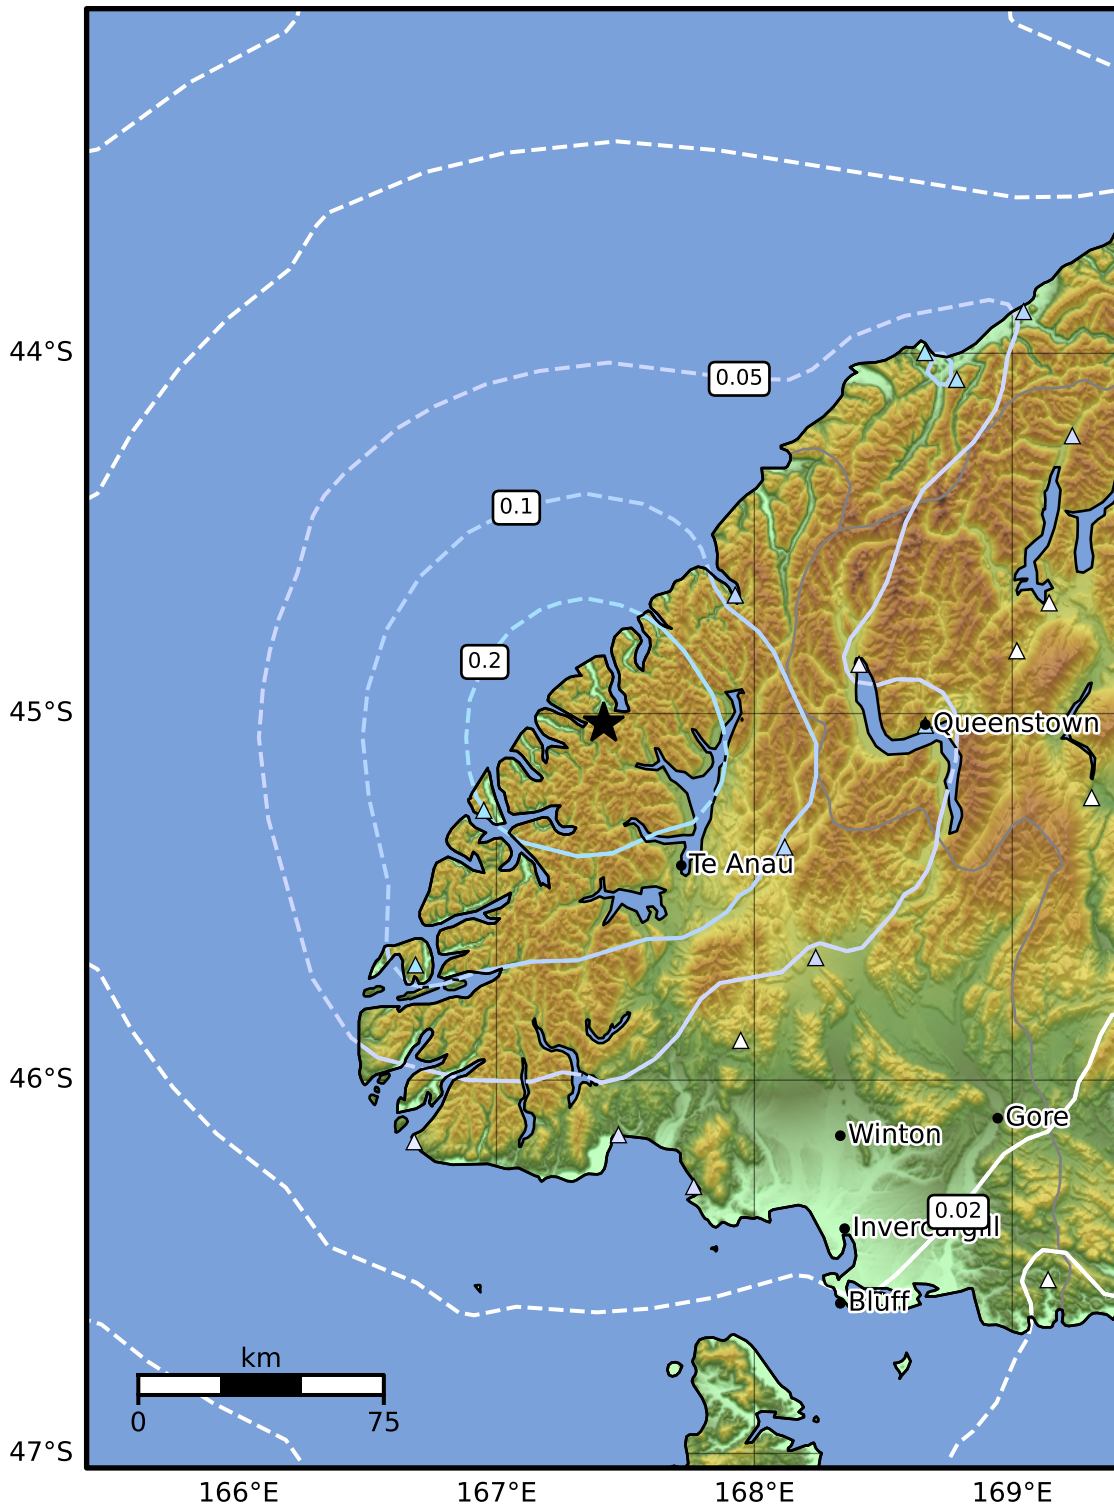 44°S
0.05
0.1
0.2
45°S
Queenstown
Te Anau
46°S
Gore
Winton
0.02
Invercargill
Bluff
km
0 75
47°S
166°E 167°E 168°E 169°E